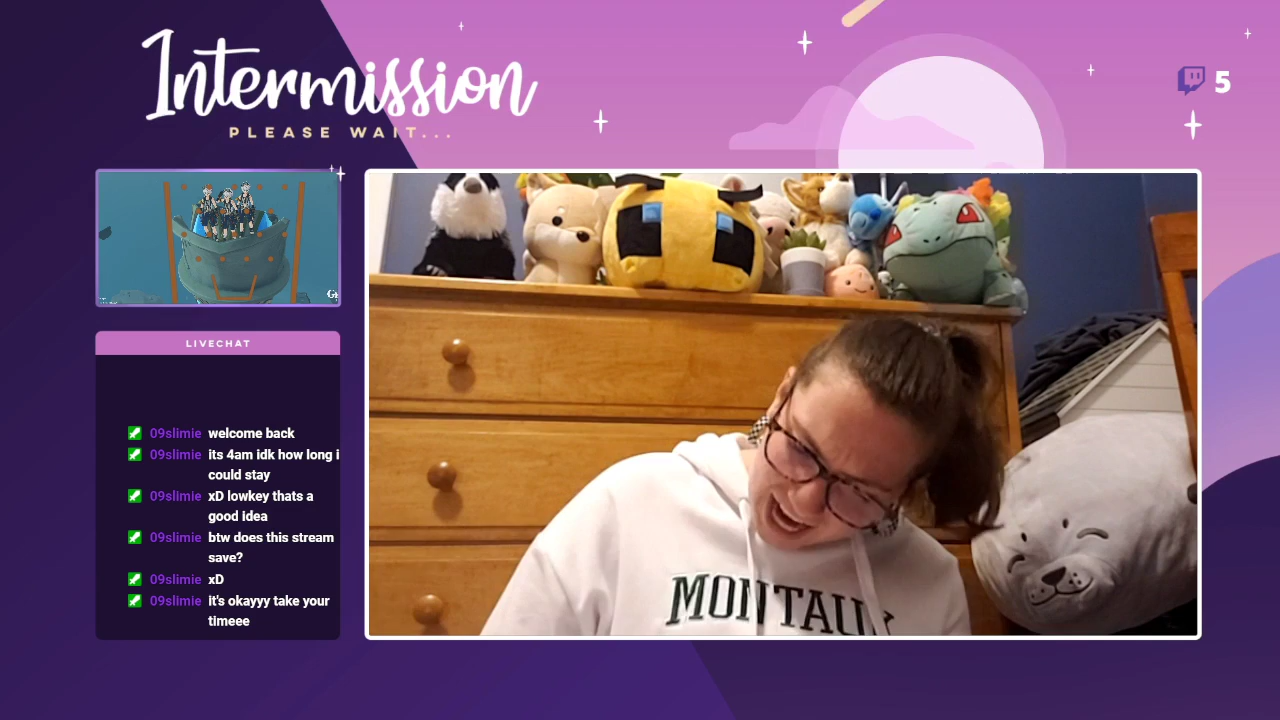 Intermission
PLEASE WAIT...
5
LIVECHAT
09slimie welcome back
09slimie its 4am idk how long i
could stay
09slimie xD lowkey thats a
good idea
09slimie btw does this stream
save?
09slimie xD
09slimie it's okayyy take your
timeee
MONTAUK